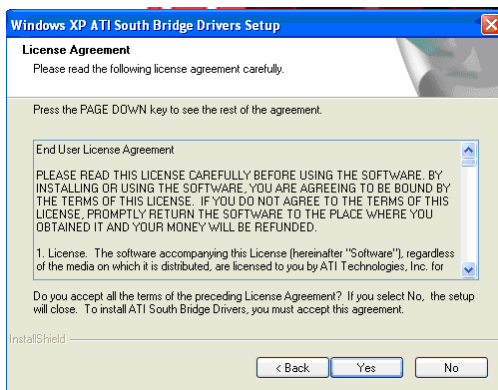 Windows XP ATI South Bridge Drivers Setup
License Agreement
Please read the following license agreement carefully.
Press the PAGE DOWN key to see the rest of the agreement.
End User License Agreement
PLEASE READ THIS LICENSE CAREFULLY BEFORE USING THE SOFTWARE. BY
INSTALLING OR USING THE SOFTWARE, YOU ARE AGREEING TO BE BOUND BY
THE TERMS OF THIS LICENSE. IF YOU DO NOT AGREE TO THE TERMS OF THIS
LICENSE, PROMPTLY RETURN THE SOFTWARE TO THE PLACE WHERE YOU
OBTAINED IT AND YOUR MONEY WILL BE REFUNDED.
1. License. The software accompanying this License (hereinafter "Software"), regardless
of the media on which it is distributed, are licensed to you by ATI Technologies, Inc. for
Do you accept all the terms of the preceding License Agreement? If you select No, the setup
will close. To install ATI South Bridge Drivers, you must accept this agreement.
InstallShield
< Back Yes No